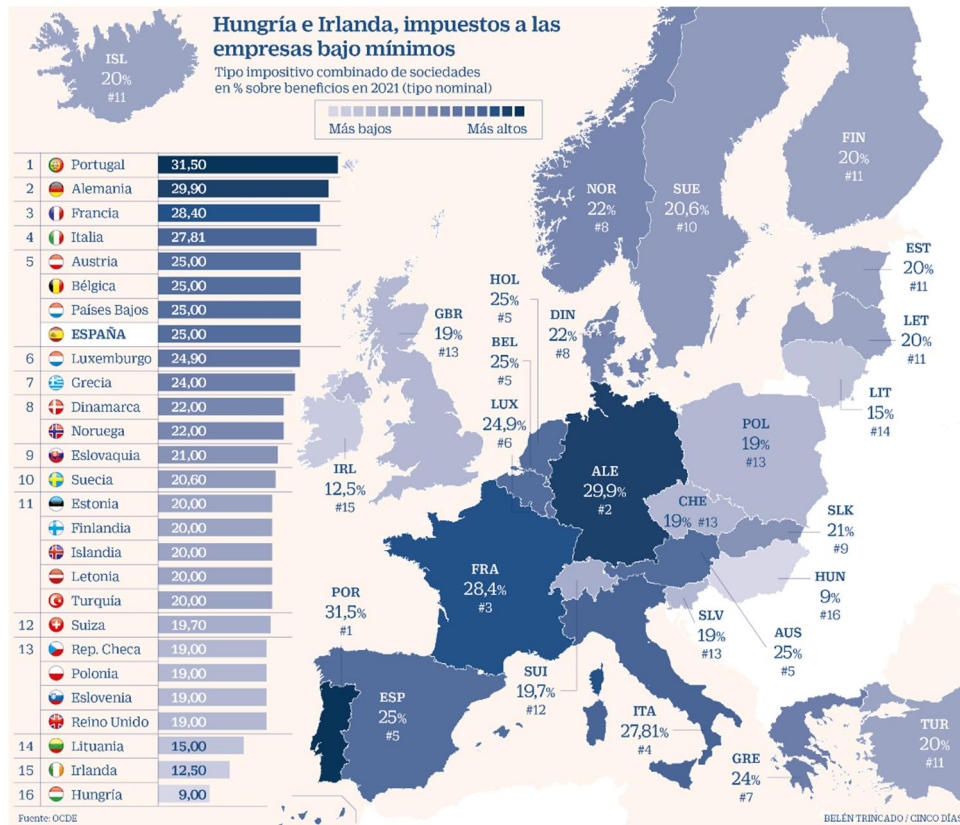 Hungría e Irlanda, impuestos a las
empresas bajo mínimos
Tipo impositivo combinado de sociedades
en % sobre beneficios en 2021 (tipo nominal)
Más bajos Más altos
1 Portugal 31,50
2 Alemania 29,90
3 Francia 28,40
4 Italia 27,81
5 Austria 25,00
Bélgica 25,00
Países Bajos 25,00
ESPAÑA 25,00
6 Luxemburgo 24,90
7 Grecia 24,00
8 Dinamarca 22,00
Noruega 22,00
9 Eslovaquia 21,00
10 Suecia 20,60
11 Estonia 20,00
Finlandia 20,00
Islandia 20,00
Letonia 20,00
Turquía 20,00
12 Suiza 19,70
13 Rep. Checa 19,00
Polonia 19,00
Eslovenia 19,00
Reino Unido 19,00
14 Lituania 15,00
15 Irlanda 12,50
16 Hungría 9,00
ISL
20%
#11
FIN
20%
#11
NOR
22%
#8
SUE
20,6%
#10
EST
20%
#11
LET
20%
#11
LIT
15%
#14
HOL
25%
#5
DIN
22%
#8
GBR
19%
#13
BEL
25%
#5
LUX
24,9%
#6
IRL
12,5%
#15
POL
19%
#13
ALE
29,9%
#2
CHE
19% #13
SLK
21%
#9
HUN
9%
#16
FRA
28,4%
#3
POR
31,5%
#1
SLV
19%
#13
AUS
25%
#5
SUI
19,7%
#12
ESP
25%
#5
ITA
27,81%
#4
GRE
24%
#7
TUR
20%
#11
Fuente: OCDE
BELÉN TRINCADO / CINCO DÍAS